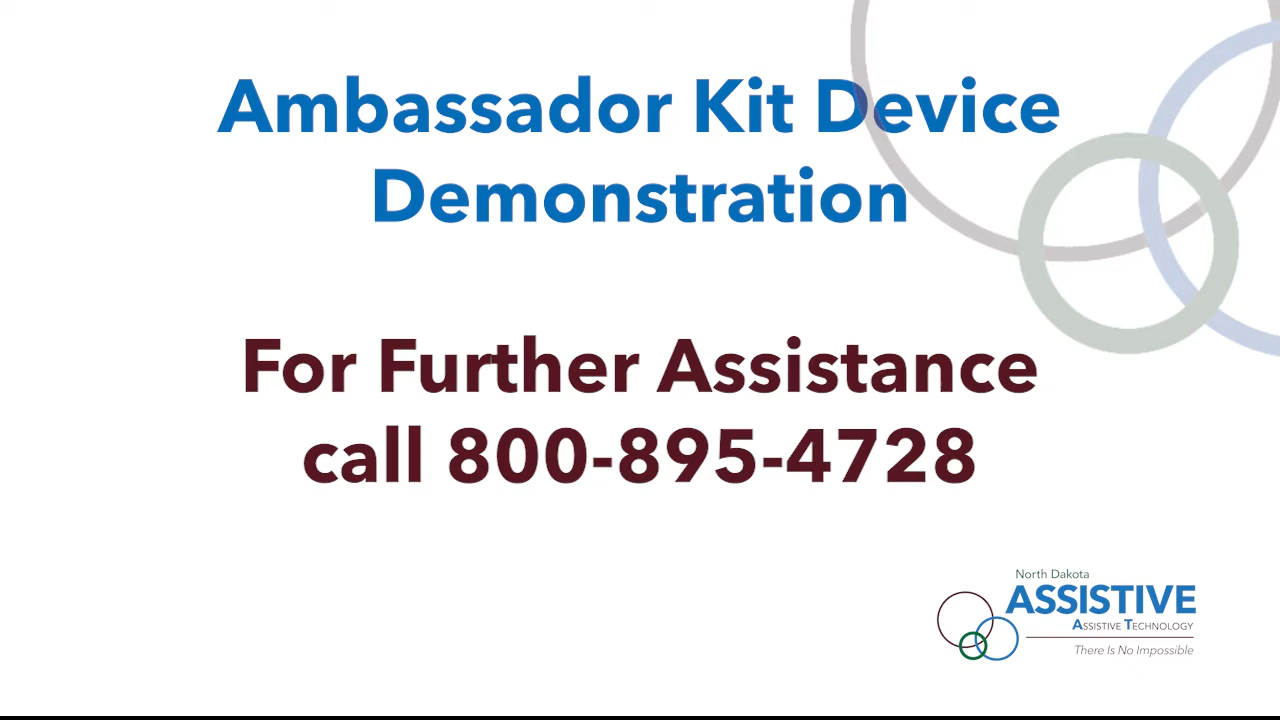 Ambassador Kit Device
Demonstration
For Further Assistance
call 800-895-4728
North Dakota
ASSISTIVE
ASSISTIVE TECHNOLOGY
There Is No Impossible